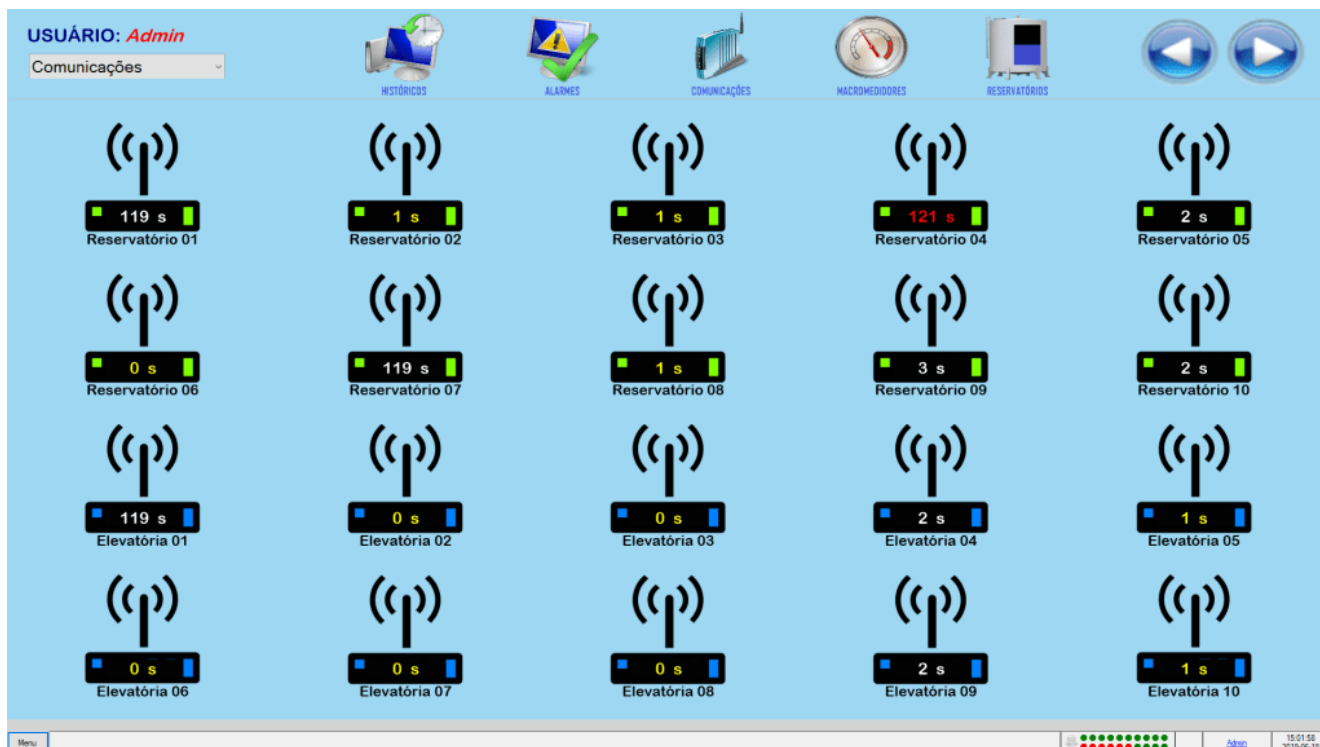 USUÁRIO: Admin
Comunicações
HISTÓRICOS
ALARMES
COMUNICAÇÕES
MACROMEDIDORES
RESERVATÓRIOS
119 s
1 s
1 s
121 s
2 s
Reservatório 01
Reservatório 02
Reservatório 03
Reservatório 04
Reservatório 05
0 s
119 s
1 s
3 s
2 s
Reservatório 06
Reservatório 07
Reservatório 08
Reservatório 09
Reservatório 10
119 s
0 s
0 s
2 s
1 s
Elevatória 01
Elevatória 02
Elevatória 03
Elevatória 04
Elevatória 05
0 s
0 s
0 s
2 s
1 s
Elevatória 06
Elevatória 07
Elevatória 08
Elevatória 09
Elevatória 10
Menu
Admin
15:01:58